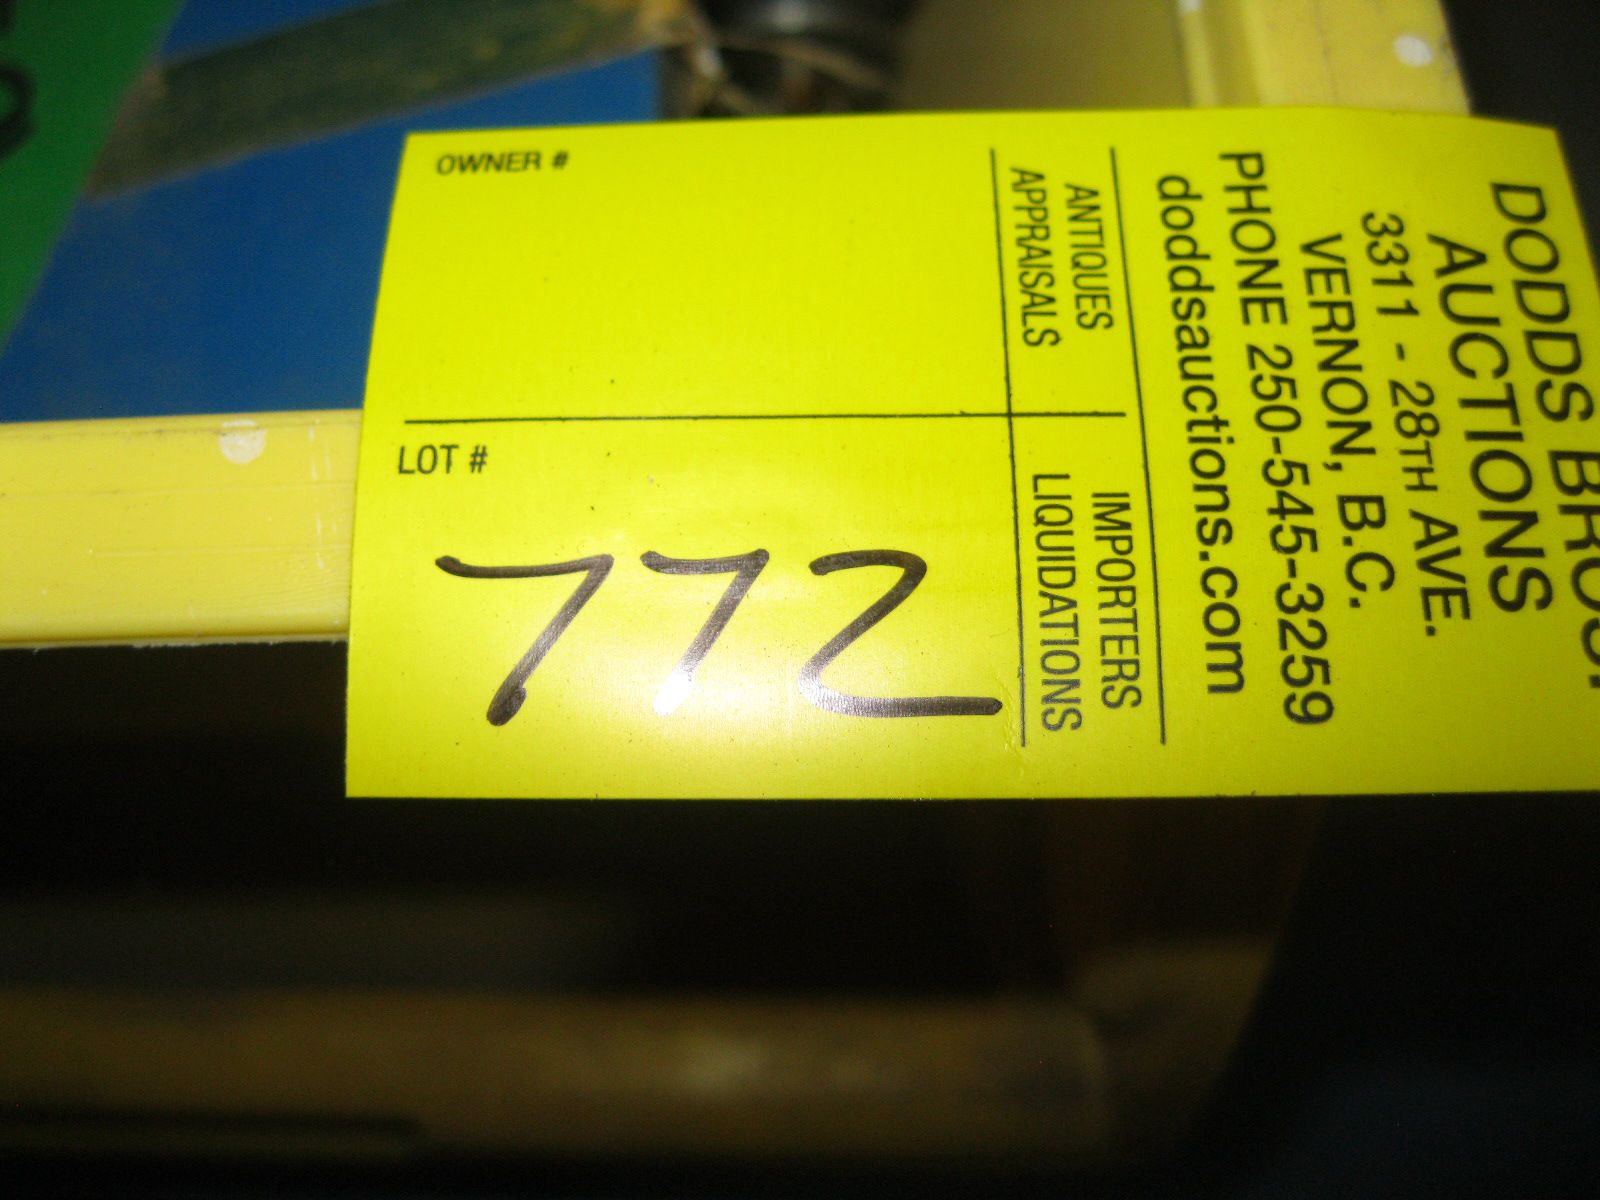 DODDS BROS.
AUCTIONS
3311 - 28TH AVE.
VERNON, B.C.
PHONE 250-545-3259
doddsauctions.com
ANTIQUES
APPRAISALS
IMPORTERS
LIQUIDATIONS
OWNER #
LOT #
772